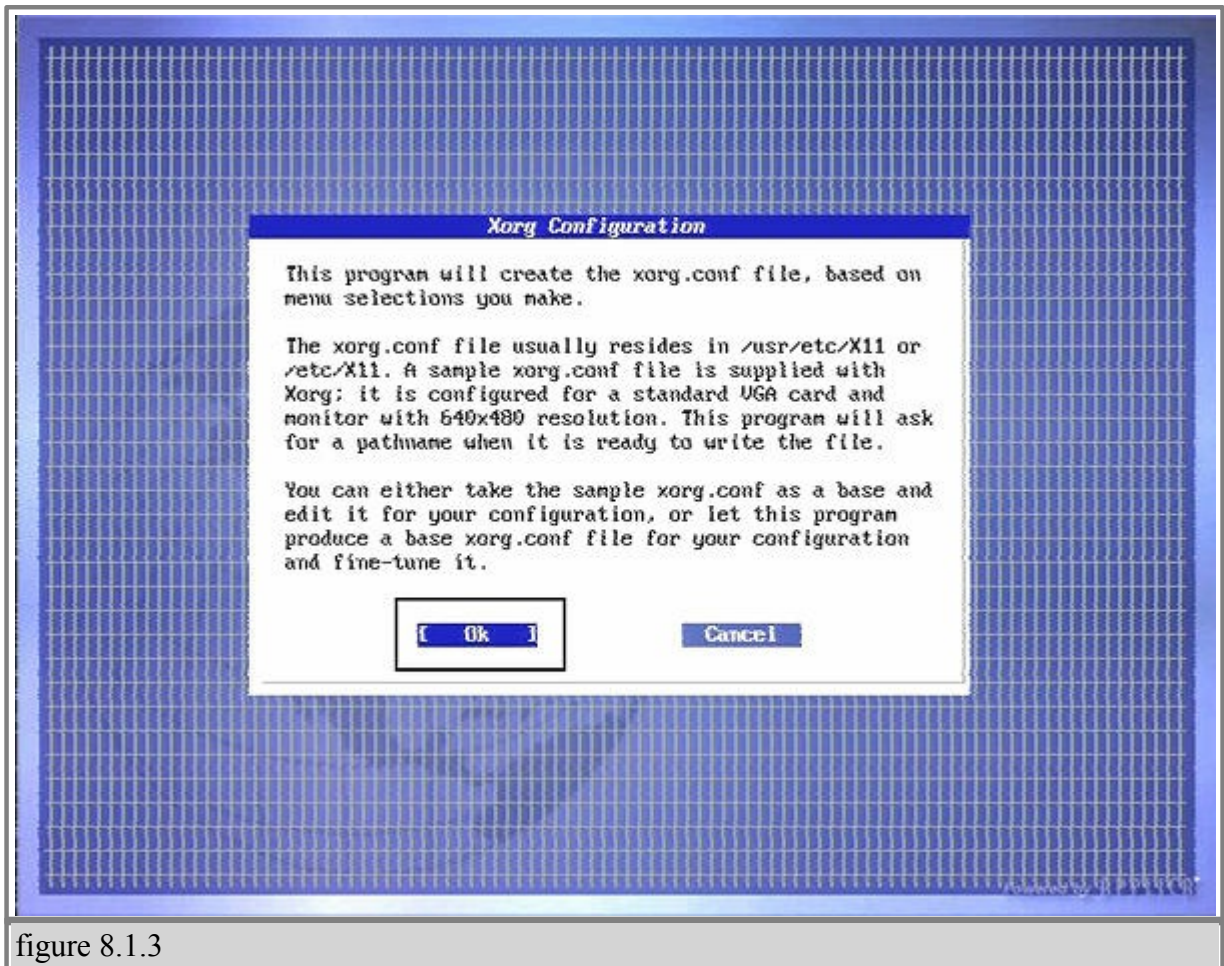 Xorg Configuration
This program will create the xorg.conf file, based on
menu selections you make.
The xorg.conf file usually resides in /usr/etc/X11 or
/etc/X11. A sample xorg.conf file is supplied with
Xorg; it is configured for a standard VGA card and
monitor with 640x480 resolution. This program will ask
for a pathname when it is ready to write the file.
You can either take the sample xorg.conf as a base and
edit it for your configuration, or let this program
produce a base xorg.conf file for your configuration
and fine-tune it.
[ Ok ] Cancel
Powered by
figure 8.1.3